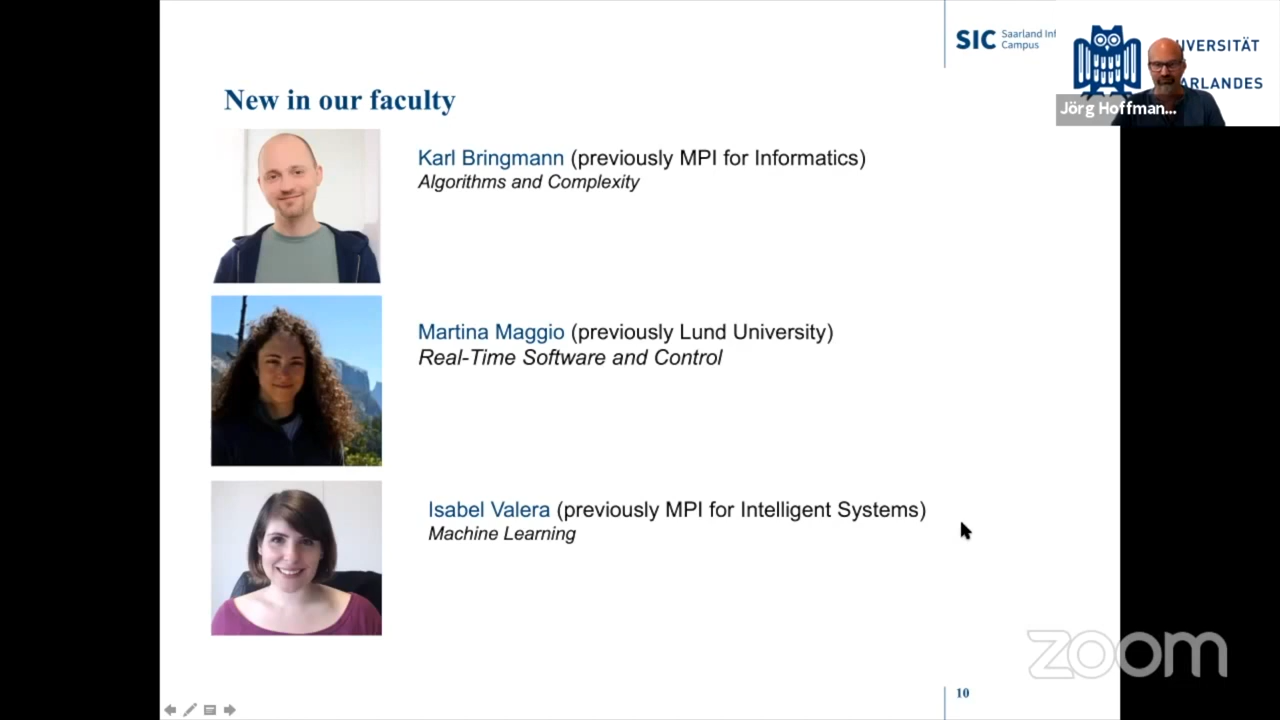 SIC Saarland Inf
Campus
VERSITÄT
ARLANDES
Jörg Hoffman...
New in our faculty
Karl Bringmann (previously MPI for Informatics)
Algorithms and Complexity
Martina Maggio (previously Lund University)
Real-Time Software and Control
Isabel Valera (previously MPI for Intelligent Systems)
Machine Learning
zoom
10